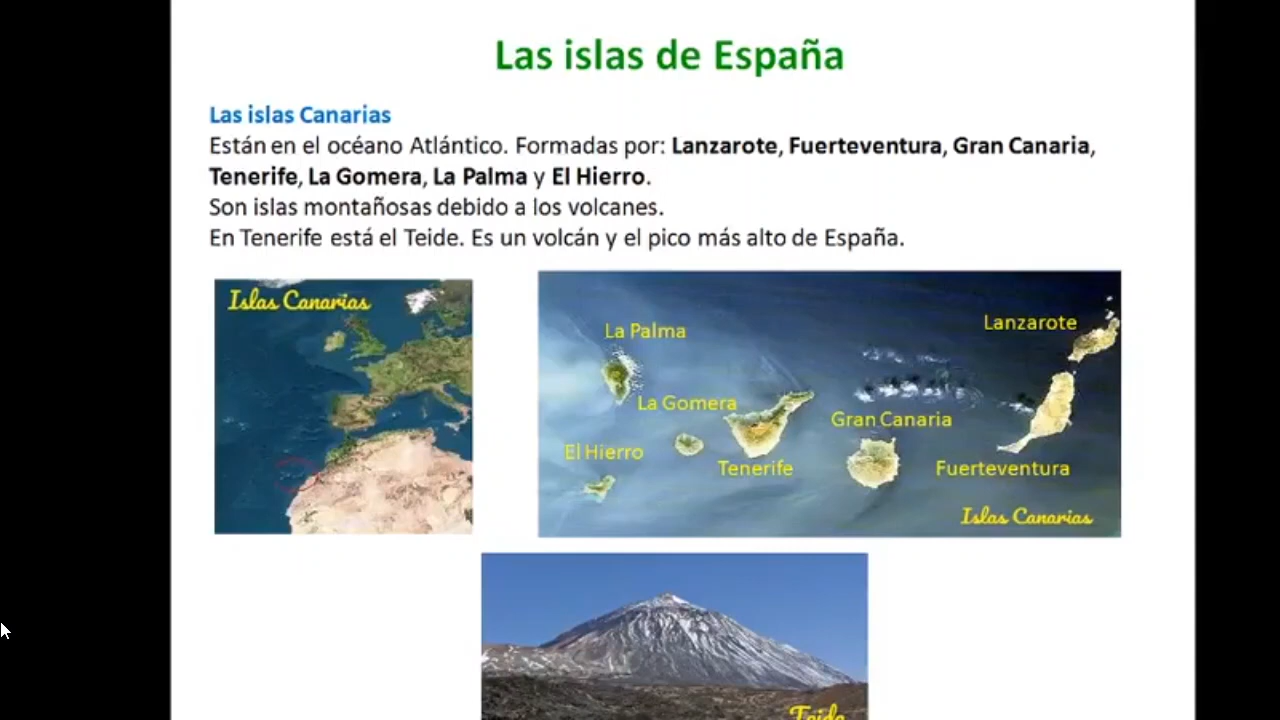 Las islas de España
Las islas Canarias
Están en el océano Atlántico. Formadas por: Lanzarote, Fuerteventura, Gran Canaria,
Tenerife, La Gomera, La Palma y El Hierro.
Son islas montañosas debido a los volcanes.
En Tenerife está el Teide. Es un volcán y el pico más alto de España.
Islas Canarias
La Palma
Lanzarote
La Gomera
Gran Canaria
El Hierro
Tenerife
Fuerteventura
Islas Canarias
Teide